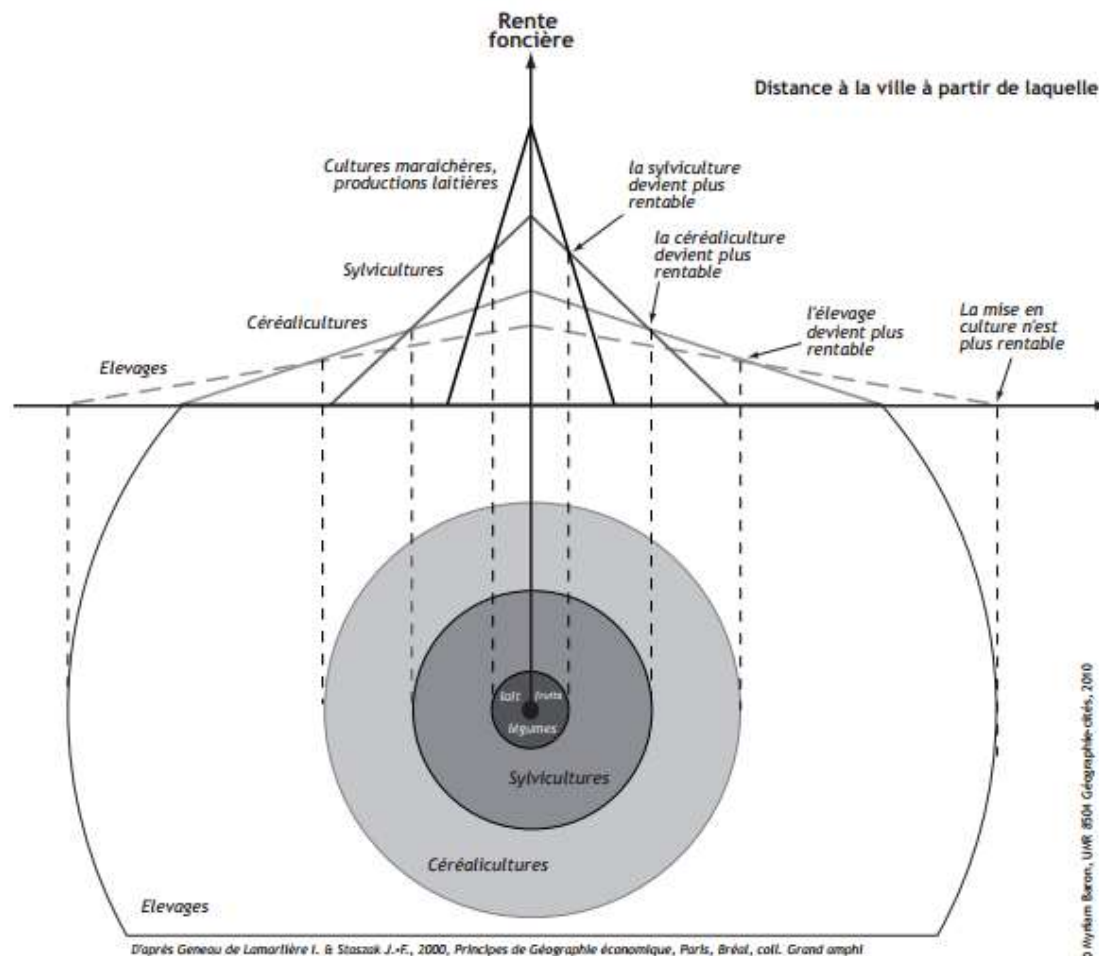 Rente
foncière
Distance à la ville à partir de laquelle
Cultures maraichères,
productions laitières
la sylviculture
devient plus
rentable
la céréaliculture
devient plus
rentable
Sylvicultures
Céréalicultures
l'élevage
devient plus
rentable
La mise en
culture n'est
plus rentable
Elevages
lait
fruits
légumes
Sylvicultures
Céréalicultures
Elevages
D'après Geneau de Lamarlière I. & Staszak J.-F., 2000, Principes de Géographie économique, Paris, Bréal, coll. Grand amphi
© Myriam Baron, UMR 8504 Géographie-cités, 2010